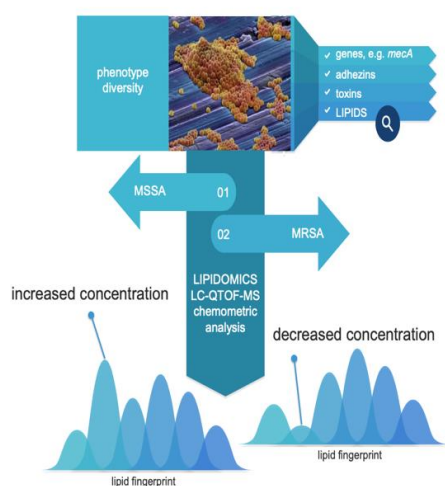 phenotype
diversity
✓ genes, e.g. mecA
✓ adhezins
✓ toxins
✓ LIPIDS
MSSA
01
02
MRSA
LIPIDOMICS
LC-QTOF-MS
chemometric
analysis
increased concentration
decreased concentration
lipid fingerprint
lipid fingerprint